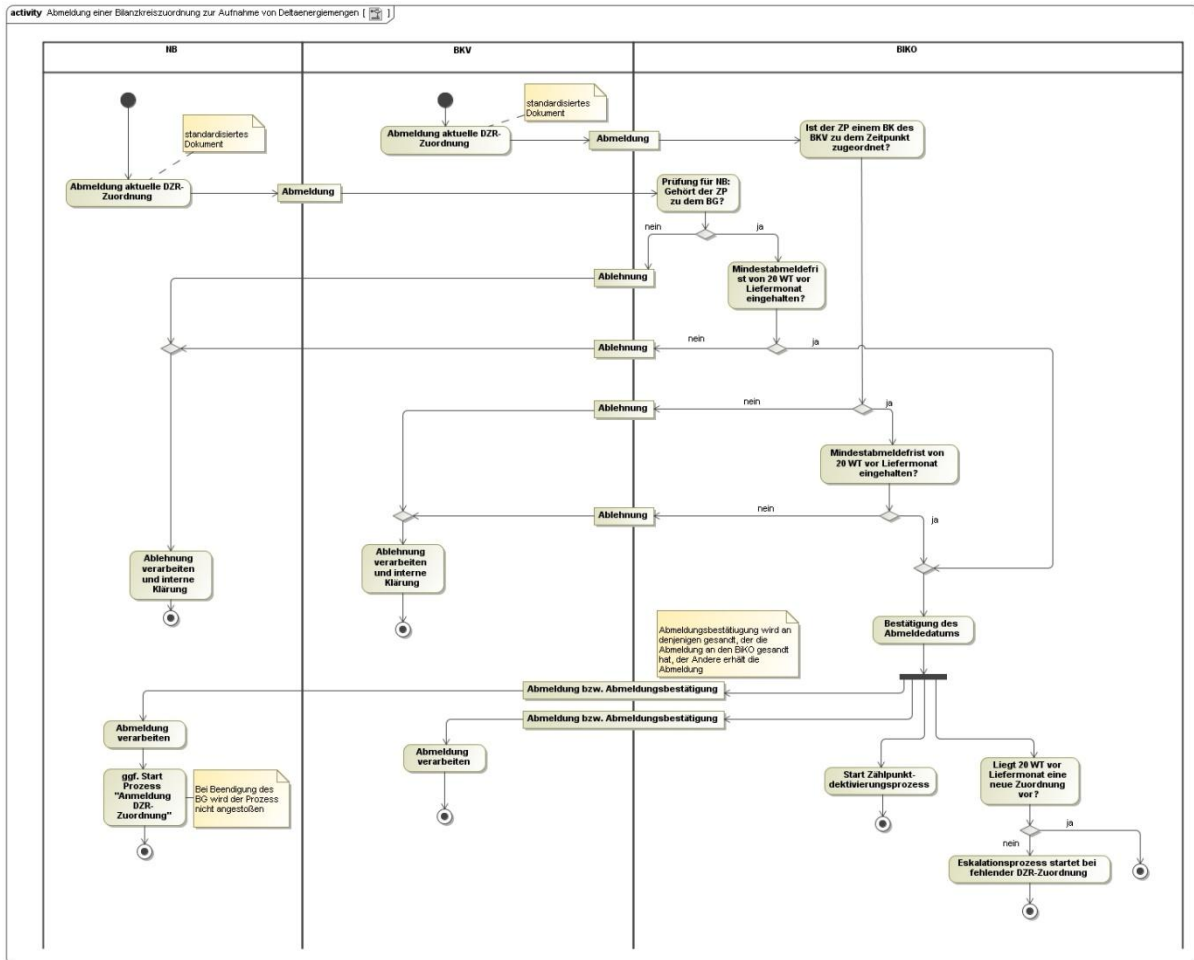 activity Abmeldung einer Bilanzkreiszuordnung zur Aufnahme von Deltaenergiemengen [ ]
NB
BKV
BIKO
standardisiertes
Dokument
Abmeldung aktuelle DZR-
Zuordnung
Abmeldung
standardisiertes
Dokument
Abmeldung aktuelle DZR-
Zuordnung
Abmeldung
Ist der ZP einem BK des
BKV zu dem Zeitpunkt
zugeordnet?
Prüfung für NB:
Gehört der ZP
zu dem BG?
nein
ja
Ablehnung
Mindestabmeldefri
st von 20 WT vor
Liefermonat
eingehalten?
Ablehnung
nein
ja
Ablehnung
nein
ja
Mindestabmeldefrist von
20 WT vor Liefermonat
eingehalten?
Ablehnung
nein
ja
Ablehnung
verarbeiten
und interne
Klärung
Ablehnung
verarbeiten
und interne
Klärung
Bestätigung des
Abmeldedatums
Abmeldungsbestätiugung wird an
denjenigen gesandt, der die
Abmeldung an den BIKO gesandt
hat, der Andere erhält die
Abmeldung
Abmeldung bzw. Abmeldungsbestätigung
Abmeldung bzw. Abmeldungsbestätigung
Abmeldung
verarbeiten
Abmeldung
verarbeiten
ggf. Start
Prozess
"Anmeldung
DZR-
Zuordnung"
Bei Beendigung des
BG wird der Prozess
nicht angestoßen
Start Zählpunkt-
dektivierungsprozess
Liegt 20 WT vor
Liefermonat eine
neue Zuordnung
vor?
ja
nein
Eskalationsprozess startet bei
fehlender DZR-Zuordnung